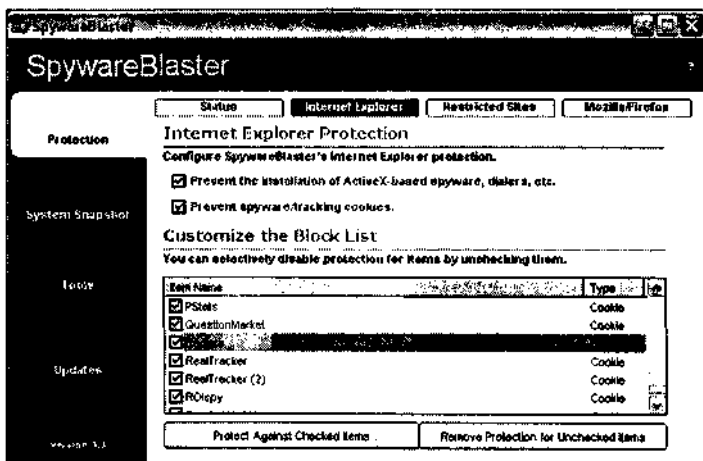 SpywareBlaster
SpywareBlaster
?
Status Internet Explorer Restricted Sites Mozilla/Firefox
Protection
Internet Explorer Protection
Configure SpywareBlaster's Internet Explorer protection.
Prevent the installation of ActiveX-based spyware, dialers, etc.
Prevent spyware/tracking cookies.
System Snapshot
Customize the Block List
You can selectively disable protection for items by unchecking them.
Tools
Item Name Type
PStats Cookie
QuestionMarket Cookie
RealTracker Cookie
Updates
RealTracker (2) Cookie
ROIspy Cookie
Protect Against Checked Items
Remove Protection for Unchecked Items